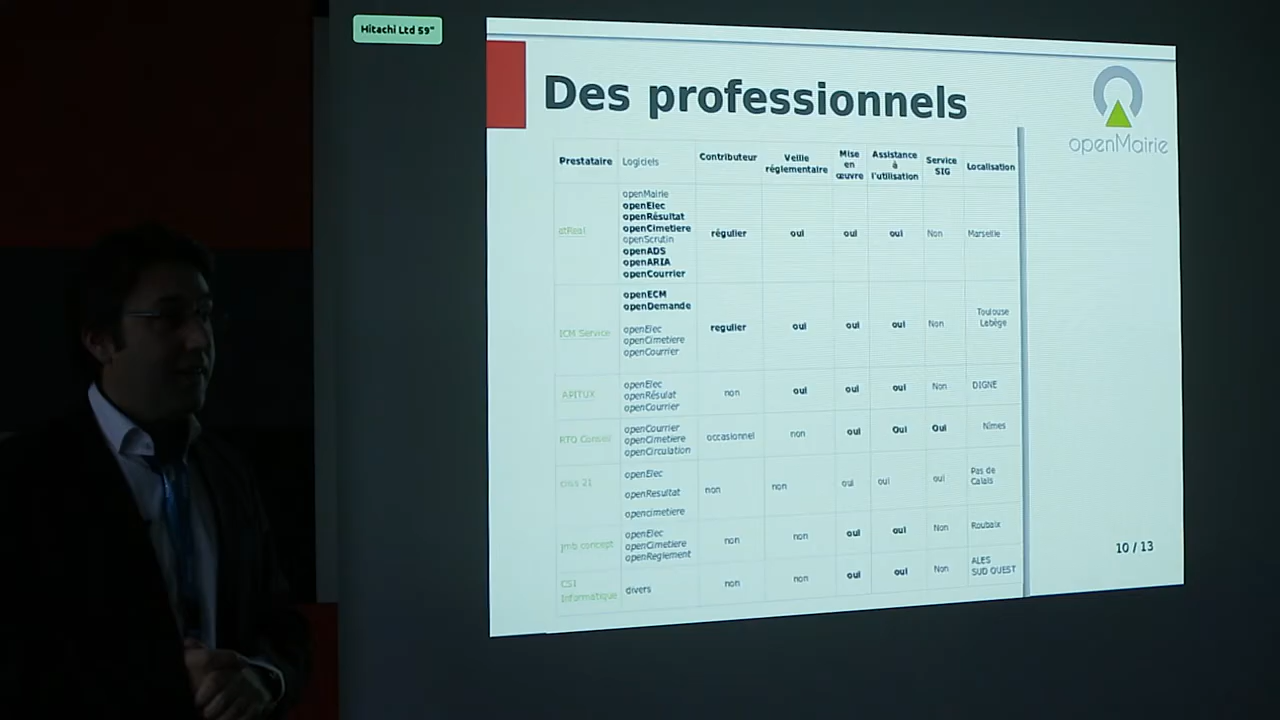 Hitachi Ltd 59"
Des professionnels
openMairie
Prestataire Logiciels Contributeur Veille réglementaire Mise en œuvre Assistance à l'utilisation Service SIG Localisation
atReal
openMairie
openElec
openRésultat
openCimetiere
openScrutin
openADS
openARIA
openCourrier
régulier oui oui oui Non Marseille
ICM Service
openECM
openDemande
openElec
openCimetiere
openCourrier
regulier oui oui oui Non Toulouse Labège
APITUX
openElec
openRésulat
openCourrier
non oui oui oui Non DIGNE
RTQ Conseil
openCourrier
openCimetiere
openCirculation
occasionnel non oui Oui Oui Nîmes
21
openElec
openResultat
opencimetiere
non non oui oui oui Pas de Calais
jmb concept
openElec
openCimetiere
openReglement
non non oui oui Non Roubaix
CSI Informatique
divers
non non oui oui Non ALES SUD OUEST
10 / 13